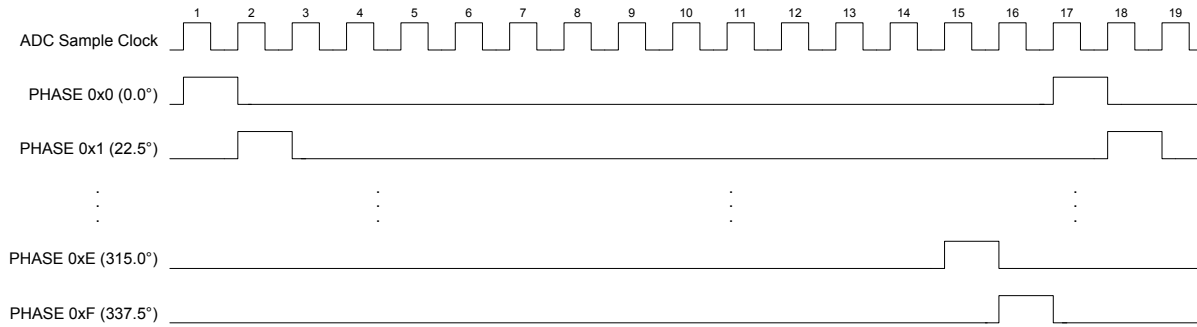 1 2 3 4 5 6 7 8 9 10 11 12 13 14 15 16 17 18 19
ADC Sample Clock
PHASE 0x0 (0.0°)
PHASE 0x1 (22.5°)
PHASE 0xE (315.0°)
PHASE 0xF (337.5°)